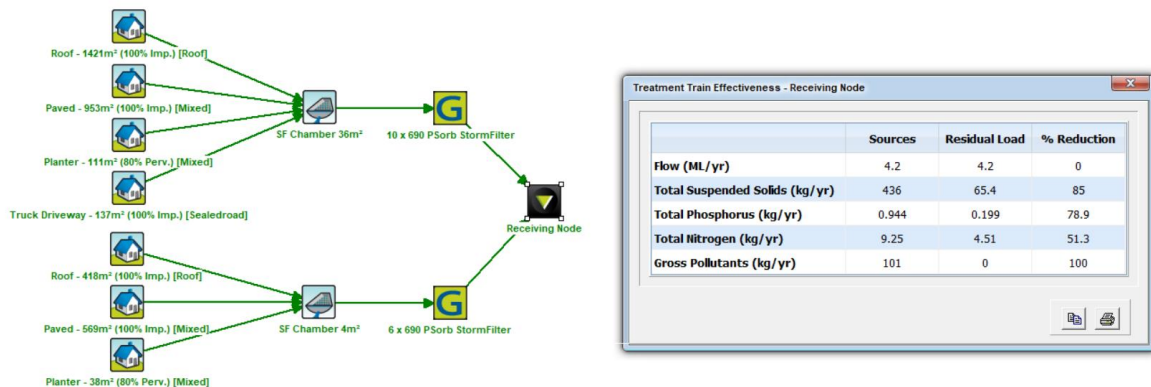 Roof - 1421m² (100% Imp.) [Roof]
Paved - 953m² (100% Imp.) [Mixed]
Planter - 111m² (80% Perv.) [Mixed]
Truck Driveway - 137m² (100% Imp.) [Sealedroad]
SF Chamber 36m²
10 x 690 PSorb StormFilter
G
Receiving Node
Roof - 418m² (100% Imp.) [Roof]
Paved - 569m² (100% Imp.) [Mixed]
Planter - 38m² (80% Perv.) [Mixed]
SF Chamber 4m²
6 x 690 PSorb StormFilter
G
Treatment Train Effectiveness - Receiving Node
Sources Residual Load % Reduction
Flow (ML/yr) 4.2 4.2 0
Total Suspended Solids (kg/yr) 436 65.4 85
Total Phosphorus (kg/yr) 0.944 0.199 78.9
Total Nitrogen (kg/yr) 9.25 4.51 51.3
Gross Pollutants (kg/yr) 101 0 100